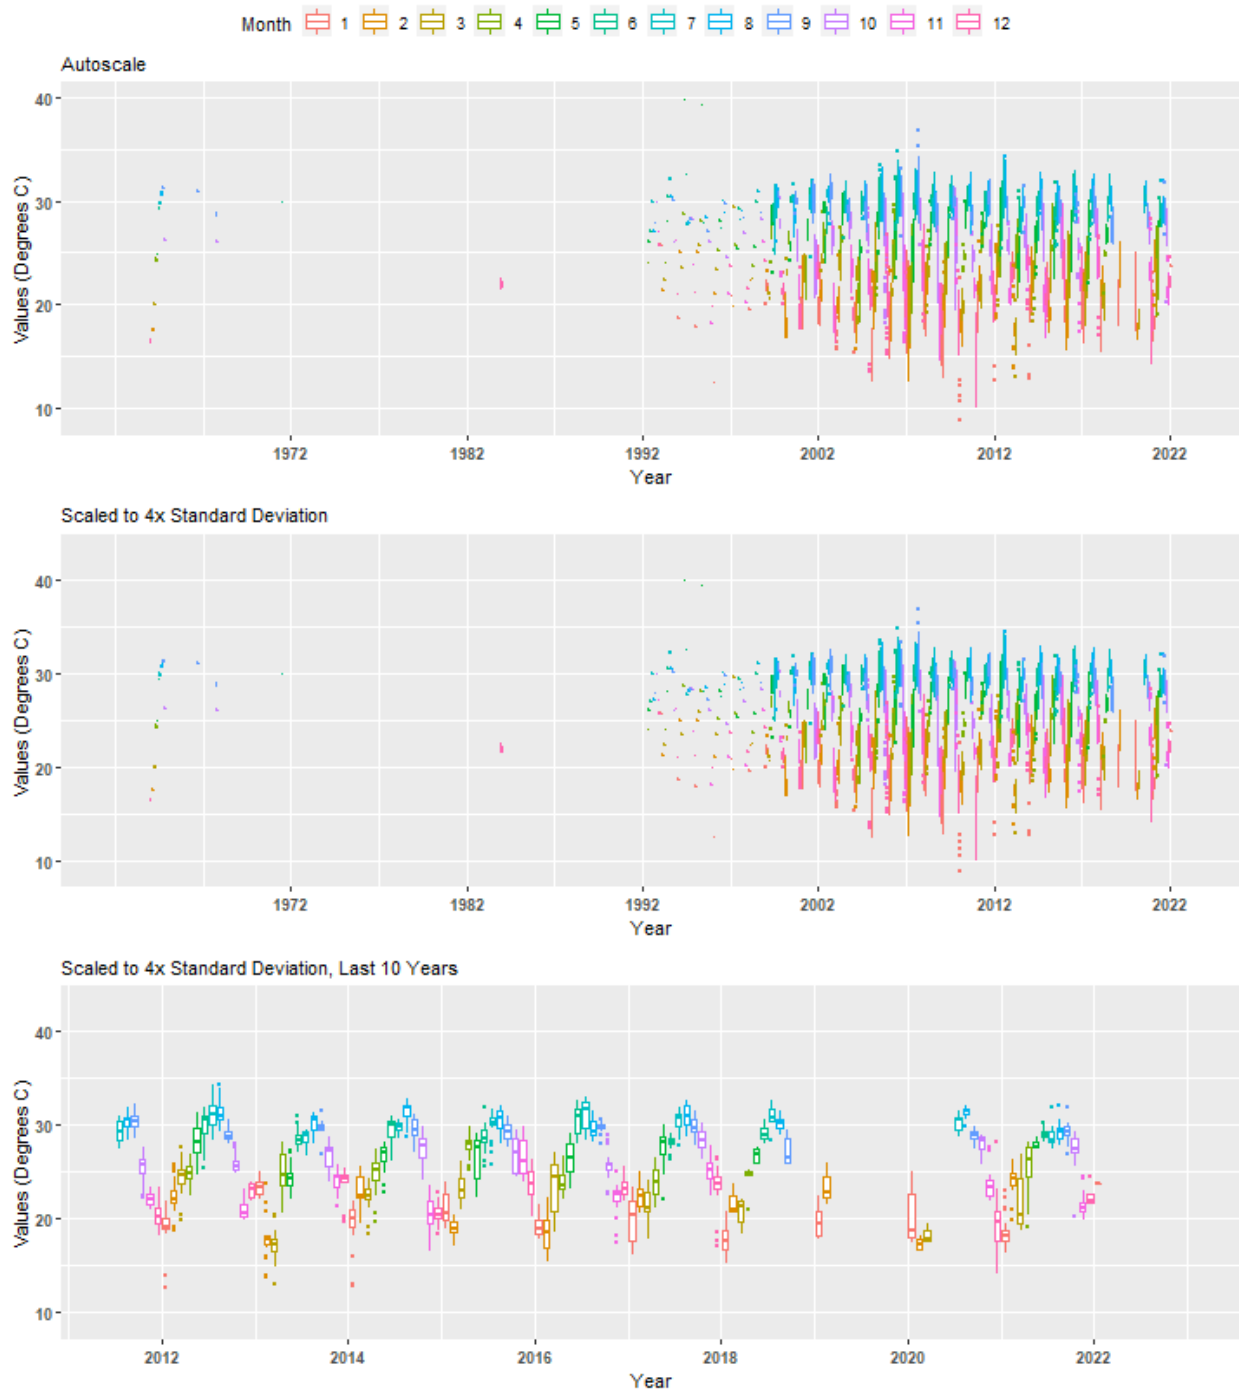 Month 1 2 3 4 5 6 7 8 9 10 11 12
Autoscale
Values (Degrees C)
40
30
20
10
1972 1982 1992 2002 2012 2022
Year
Scaled to 4x Standard Deviation
Values (Degrees C)
40
30
20
10
1972 1982 1992 2002 2012 2022
Year
Scaled to 4x Standard Deviation, Last 10 Years
Values (Degrees C)
40
30
20
10
2012 2014 2016 2018 2020 2022
Year